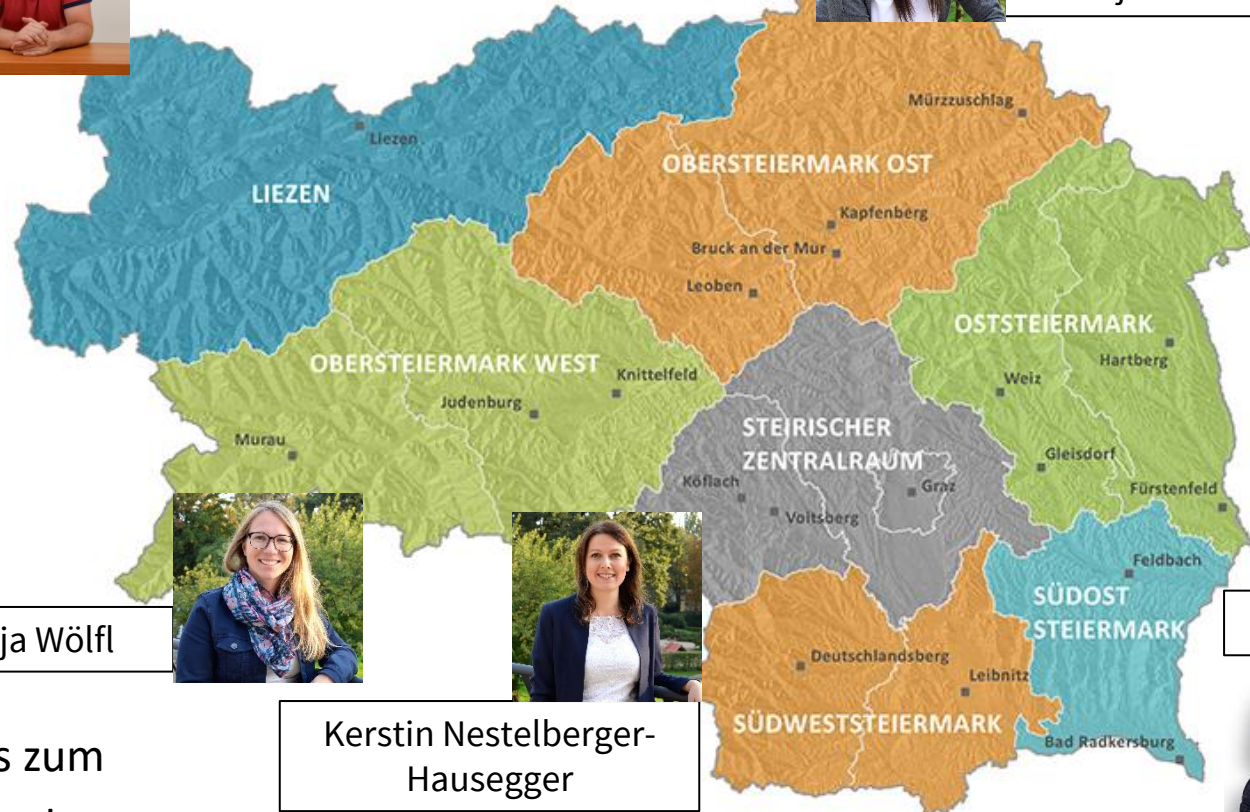 Mürzzuschlag
Liezen
OBERSTEIERMARK OST
LIEZEN
Kapfenberg
Bruck an der Mur
Leoben
OSTSTEIERMARK
Hartberg
OBERSTEIERMARK WEST
Knittelfeld
Weiz
Judenburg
STEIRISCHER
ZENTRALRAUM
Murau
Gleisdorf
Köflach
Graz
Fürstenfeld
Voitsberg
Feldbach
SÜDOST
STEIERMARK
ja Wölfl
Deutschlandsberg
Leibnitz
SÜDWESTSTEIERMARK
Kerstin Nestelberger-
Hausegger
Bad Radkersburg
s zum